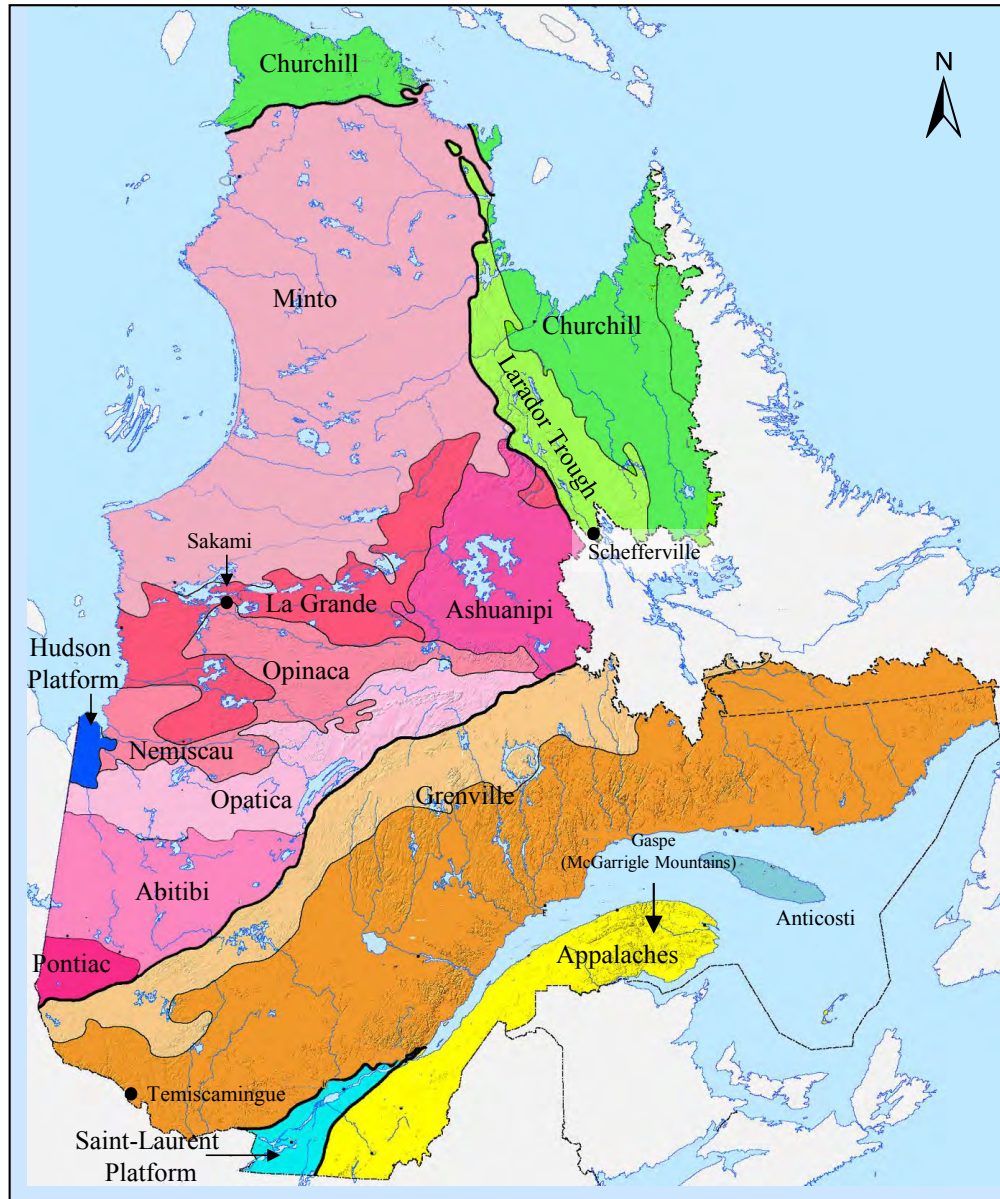 Churchill
N
Minto
Churchill
Larador Trough
Sakami
Schefferville
La Grande
Ashuanipi
Hudson
Platform
Opinaca
Nemiscau
Opatica
Grenville
Gaspe
(McGarrigle Mountains)
Abitibi
Anticosti
Appalaches
Pontiac
Temiscamingue
Saint-Laurent
Platform